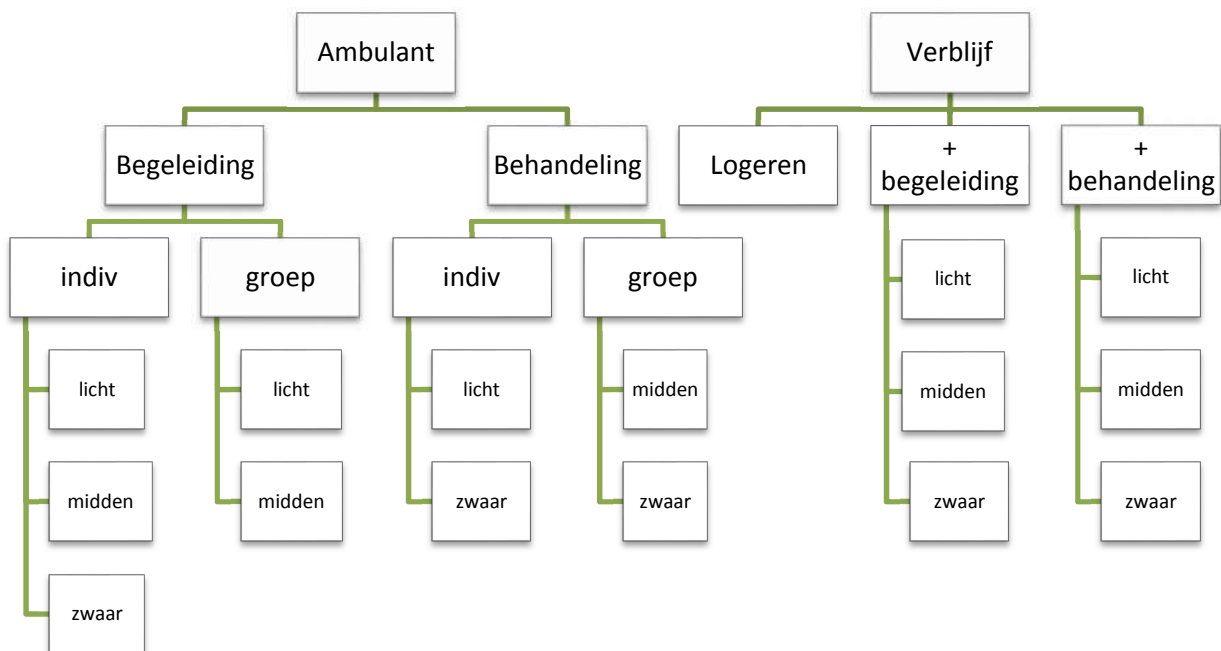 Ambulant
Verblijf
Begeleiding
Behandeling
Logeren
+
begeleiding
+
behandeling
indiv
groep
indiv
groep
licht
licht
licht
licht
licht
midden
midden
midden
midden
midden
zwaar
zwaar
zwaar
zwaar
zwaar